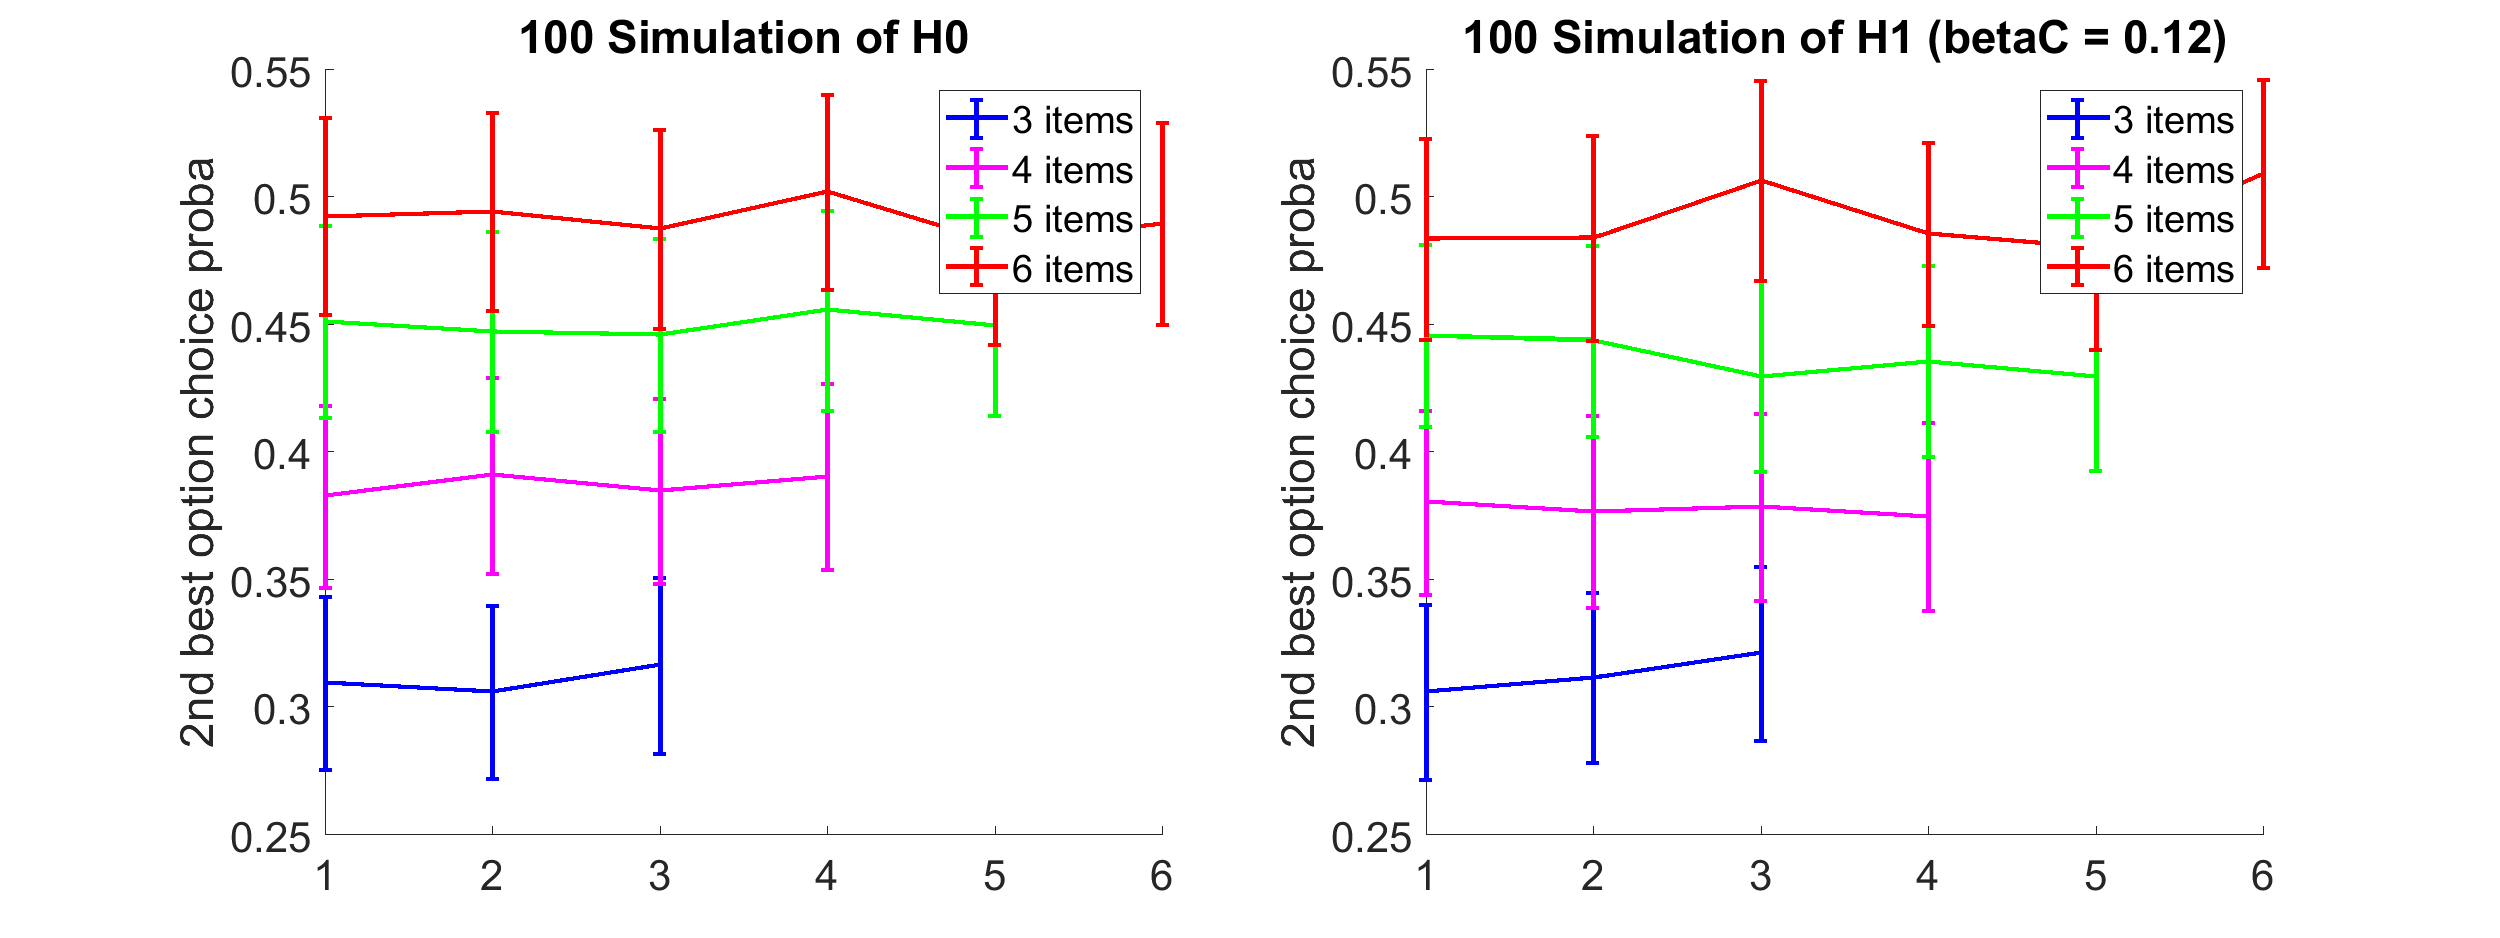 100 Simulation of H0
2nd best option choice proba
0.55
0.5
0.45
0.4
0.35
0.3
0.25
1 2 3 4 5 6
3 items
4 items
5 items
6 items
100 Simulation of H1 (betaC = 0.12)
2nd best option choice proba
0.55
0.5
0.45
0.4
0.35
0.3
0.25
1 2 3 4 5 6
3 items
4 items
5 items
6 items